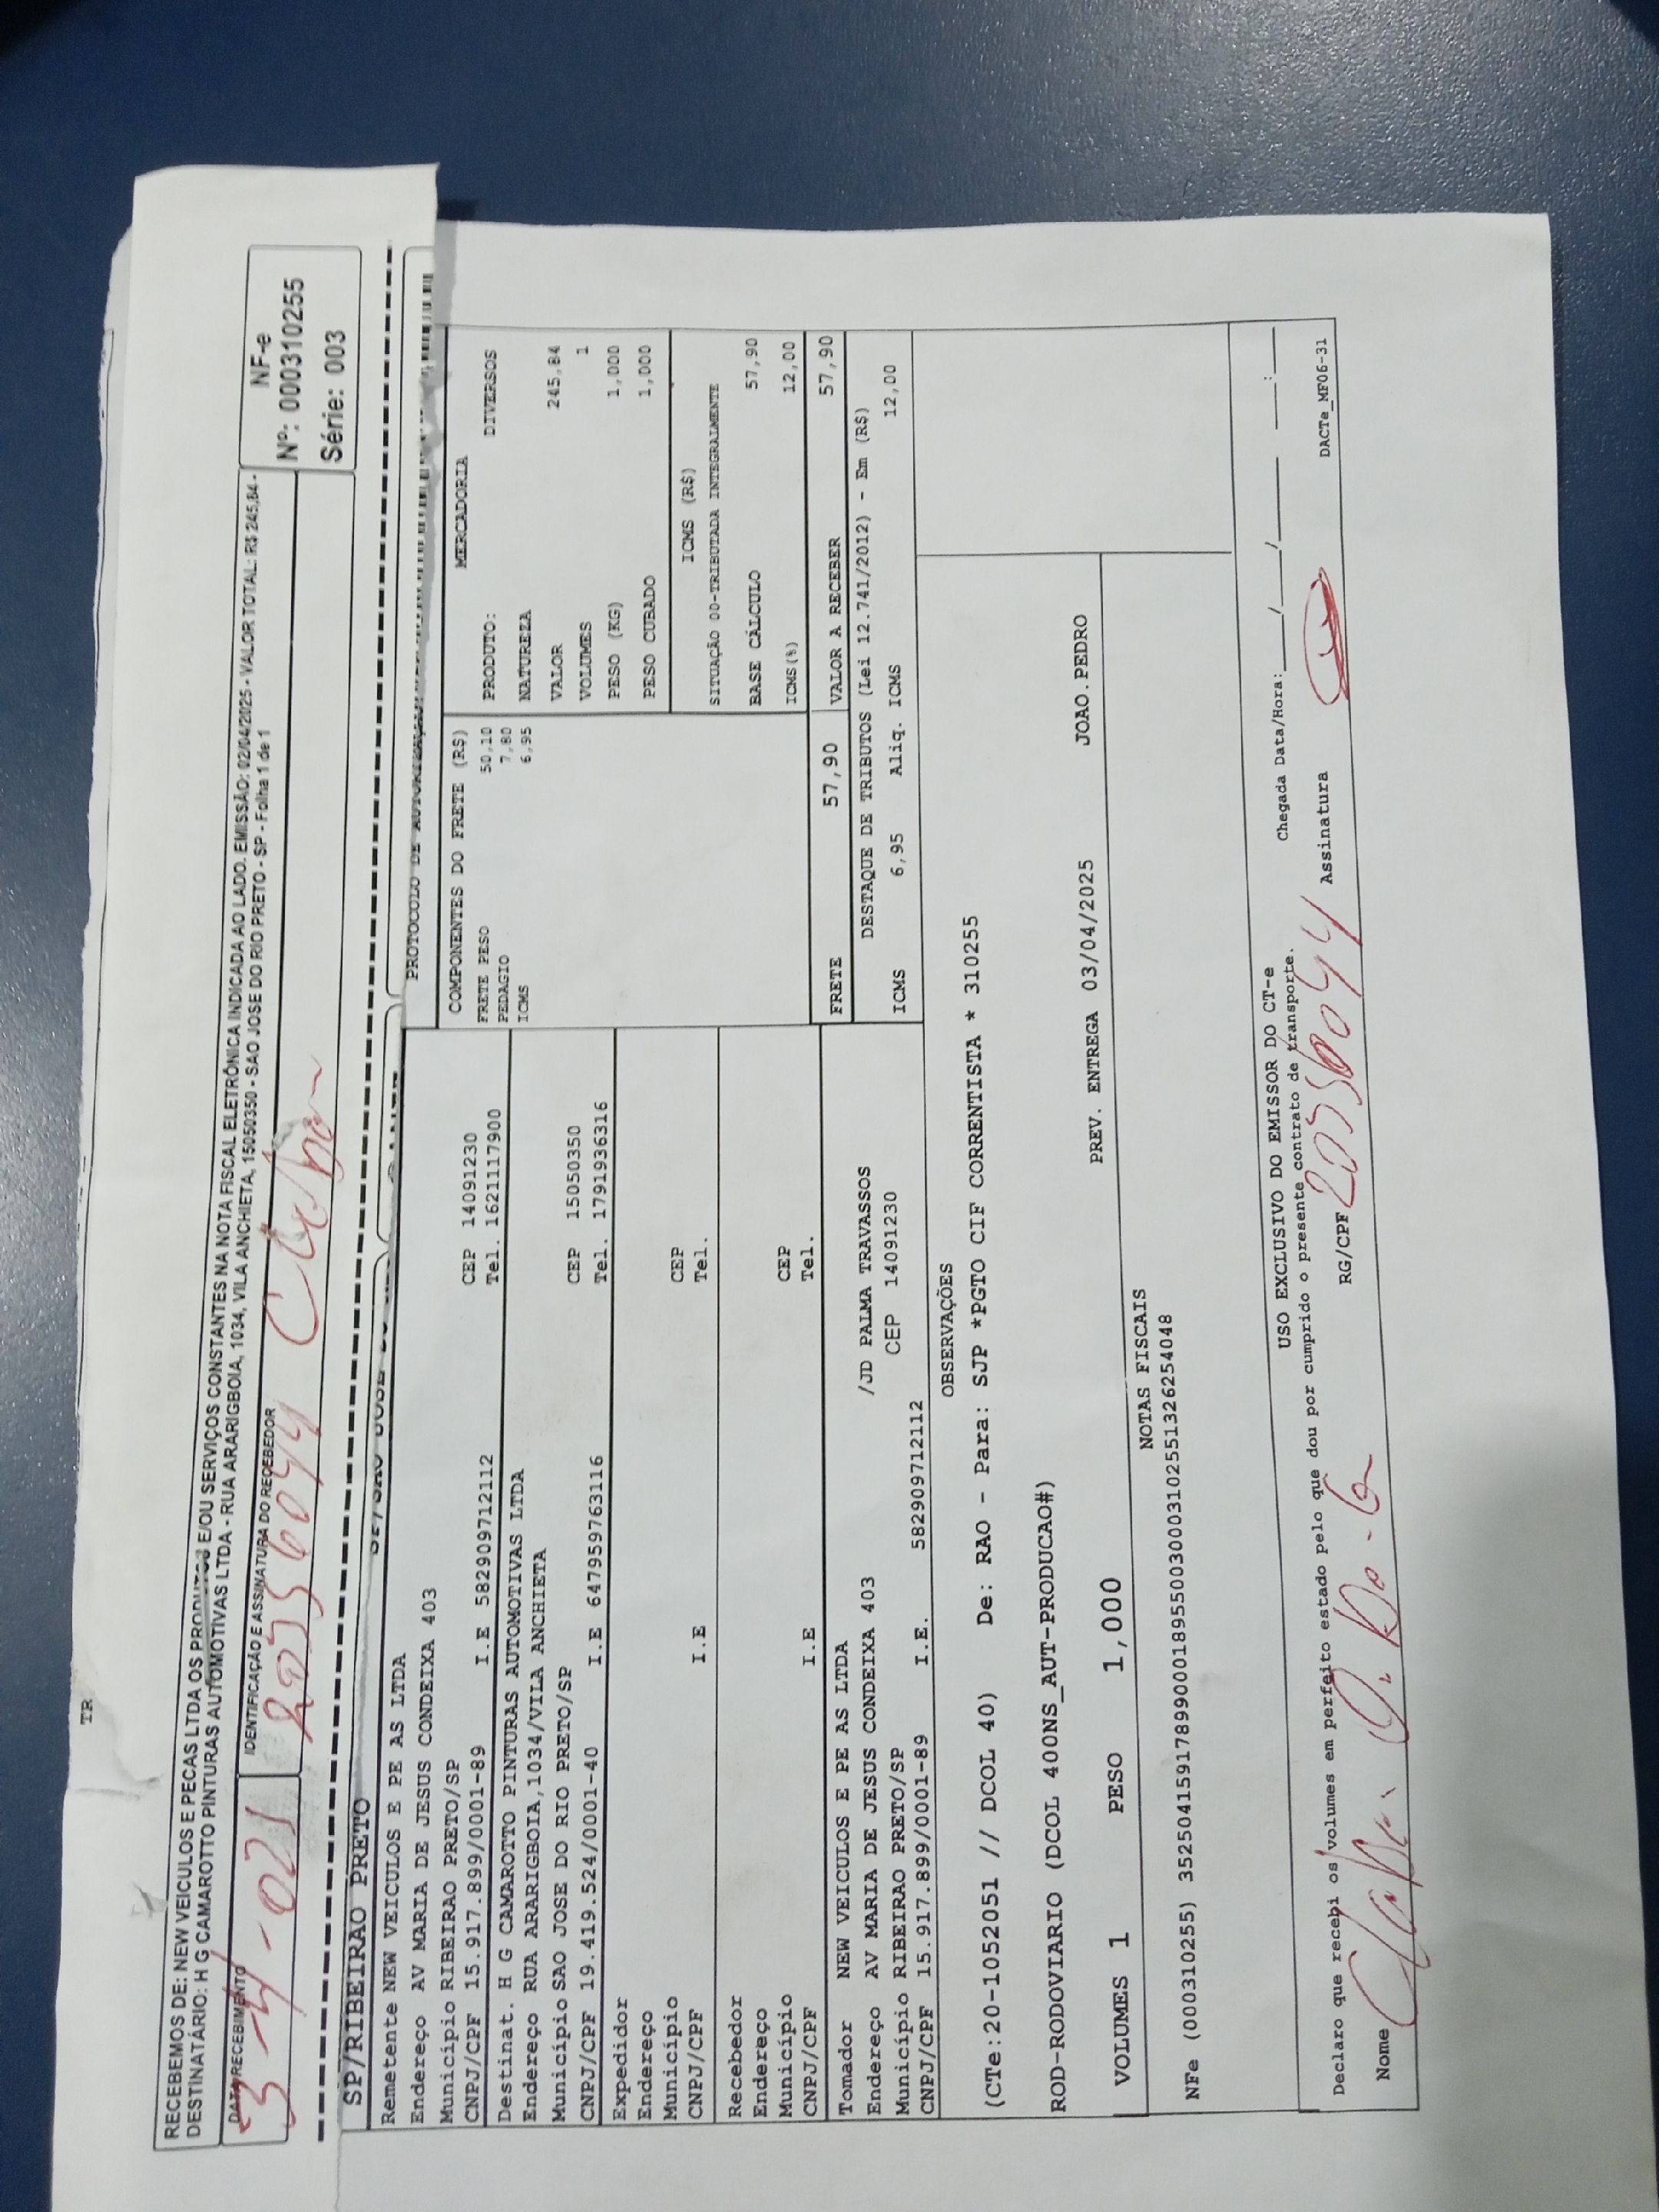 TR
RECEBEMOS DE: NEW VEICULOS E PECAS LTDA OS PRODUTOS E/OU SERVIÇOS CONSTANTES NA NOTA FISCAL ELETRÔNICA INDICADA AO LADO. EMISSÃO: 02/04/2025 - VALOR TOTAL: R$ 245,84 -
DESTINATÁRIO: H G CAMAROTTO PINTURAS AUTOMOTIVAS LTDA - RUA ARARIGBOIA, 1034, VILA ANCHIETA, 15050350 - SAO JOSE DO RIO PRETO - SP - Folha 1 de 1
NF-e
Nº: 000310255
Série: 003
DATA RECEBIMENTO
IDENTIFICAÇÃO E ASSINATURA DO RECEBEDOR
SP/RIBEIRAO PRETO
PROTOCOLO DE AUTORIZAÇÃO
Remetente NEW VEICULOS E PE AS LTDA
Endereço AV MARIA DE JESUS CONDEIXA 403
Município RIBEIRAO PRETO/SP CEP 14091230
CNPJ/CPF 15.917.899/0001-89 I.E 582909712112 Tel. 1621117900
Destinat. H G CAMAROTTO PINTURAS AUTOMOTIVAS LTDA
Endereço RUA ARARIGBOIA,1034/VILA ANCHIETA
Município SAO JOSE DO RIO PRETO/SP CEP 15050350
CNPJ/CPF 19.419.524/0001-40 I.E 647959763116 Tel. 1791936316
Expedidor
Endereço
Município CEP
CNPJ/CPF I.E Tel.
Recebedor
Endereço
Município CEP
CNPJ/CPF I.E Tel.
Tomador NEW VEICULOS E PE AS LTDA
Endereço AV MARIA DE JESUS CONDEIXA 403 /JD PALMA TRAVASSOS
Município RIBEIRAO PRETO/SP CEP 14091230
CNPJ/CPF 15.917.899/0001-89 I.E. 582909712112
COMPONENTES DO FRETE (R$)
FRETE PESO 50,10
PEDAGIO 7,80
ICMS 6,95
MERCADORIA
PRODUTO: DIVERSOS
NATUREZA
VALOR 245,84
VOLUMES 1
PESO (KG) 1,000
PESO CUBADO 1,000
ICMS (R$)
SITUAÇÃO 00-TRIBUTADA INTEGRALMENTE
BASE CÁLCULO 57,90
ICMS(%) 12,00
FRETE 57,90 VALOR A RECEBER 57,90
DESTAQUE DE TRIBUTOS (Lei 12.741/2012) - Em (R$)
ICMS 6,95 Aliq. ICMS 12,00
OBSERVAÇÕES
(CTe:20-1052051 // DCOL 40) De: RAO - Para: SJP *PGTO CIF CORRENTISTA * 310255
ROD-RODOVIARIO (DCOL 400NS_AUT-PRODUCAO#)
PREV. ENTREGA 03/04/2025 JOAO.PEDRO
VOLUMES 1 PESO 1,000
NOTAS FISCAIS
NFe (000310255) 35250415917899000189550030003102551326254048
USO EXCLUSIVO DO EMISSOR DO CT-e
Declaro que recebi os volumes em perfeito estado pelo que dou por cumprido o presente contrato de transporte.
Chegada Data/Hora:___/___/___ ___:___
Nome RG/CPF Assinatura
DACTe_MF06-31